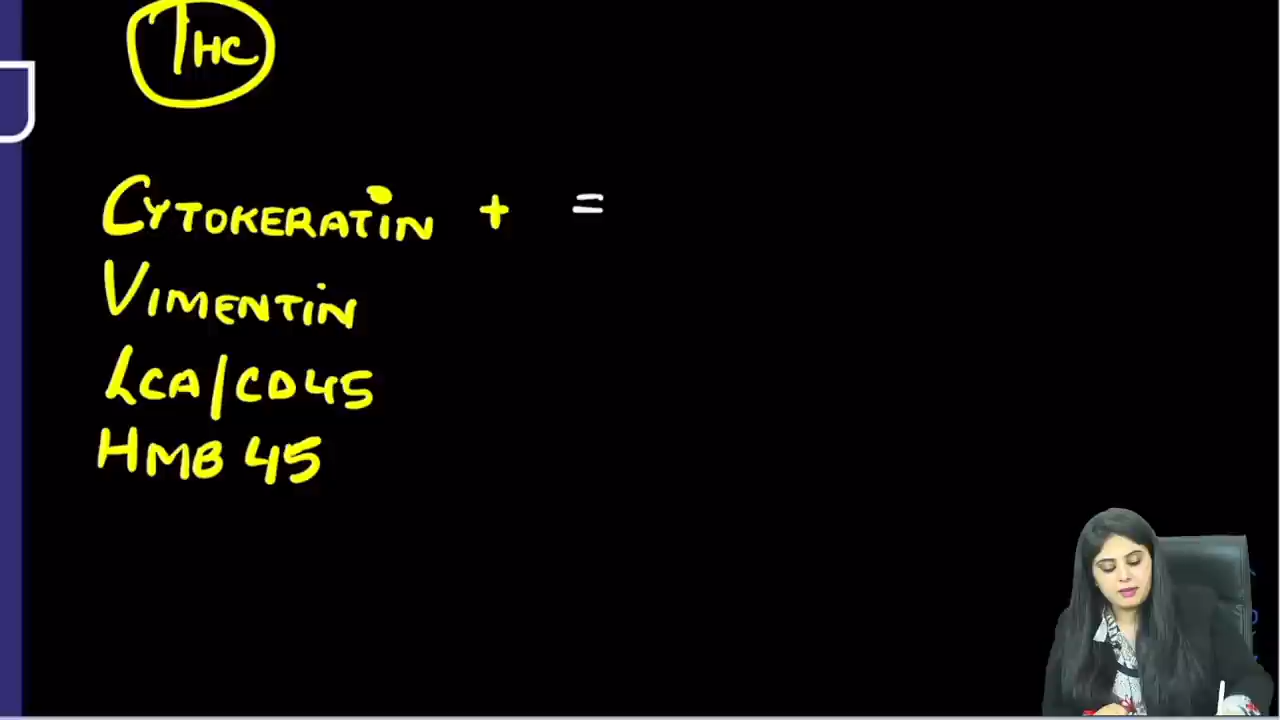 IHC
CYTOKERATIN + =
VIMENTIN
LCA/CD45
HMB 45